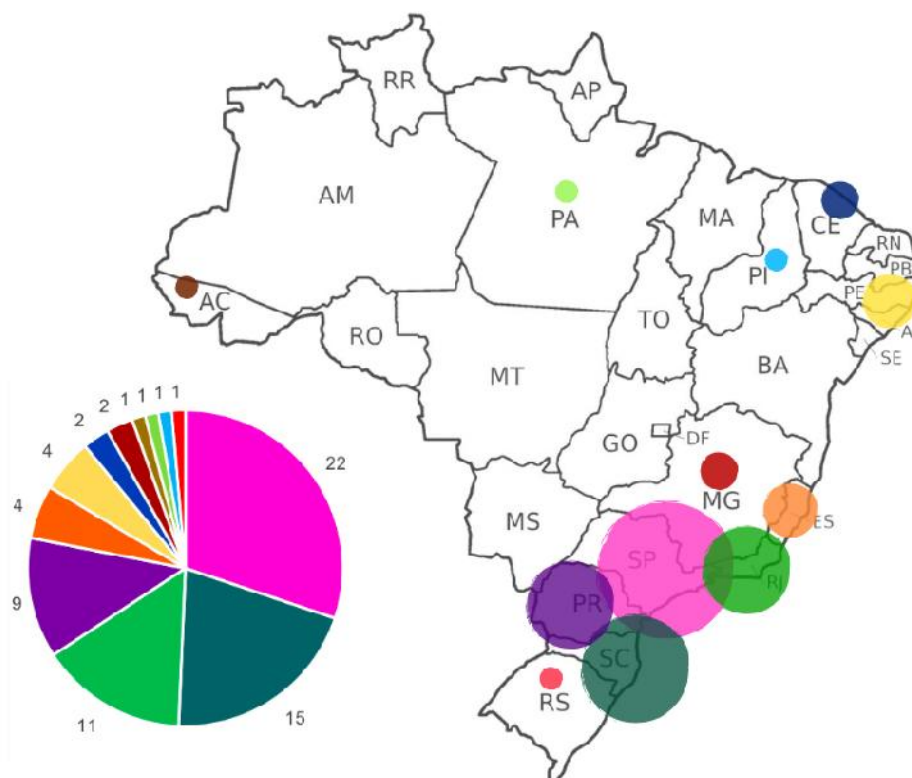 RR
AP
AM
PA
MA
CE
RN
PB
PI
PE
A
SE
AC
RO
TO
BA
MT
GO
DF
MG
ES
MS
SP
RJ
PR
SC
RS
22
15
11
9
4
4
2
2
1
1
1
1